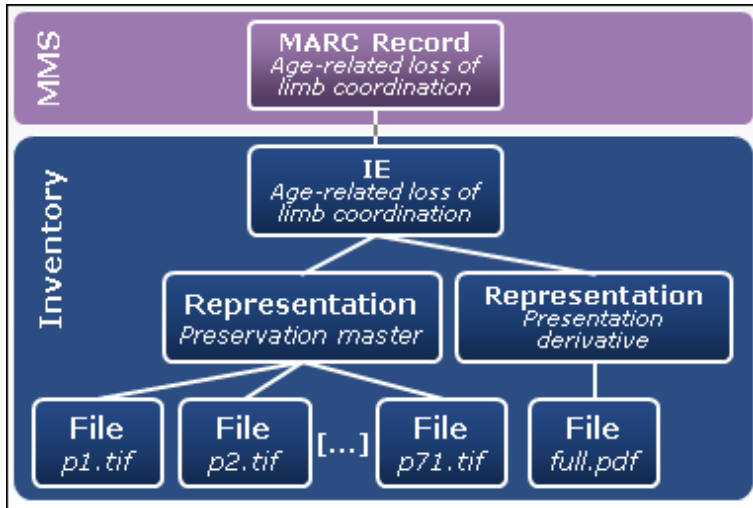 MMS
MARC Record
Age-related loss of
limb coordination
Inventory
IE
Age-related loss of
limb coordination
Representation
Preservation master
Representation
Presentation
derivative
File
p1.tif
File
p2.tif
[...]
File
p71.tif
File
full.pdf